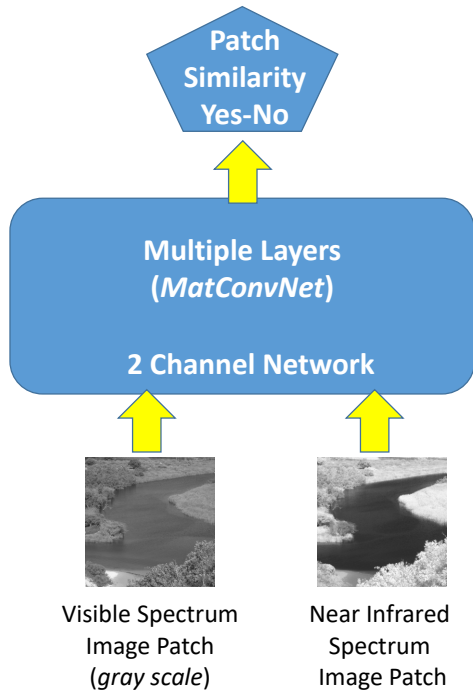 Patch
Similarity
Yes-No
Multiple Layers
(MatConvNet)
2 Channel Network
Visible Spectrum
Image Patch
(gray scale)
Near Infrared
Spectrum
Image Patch